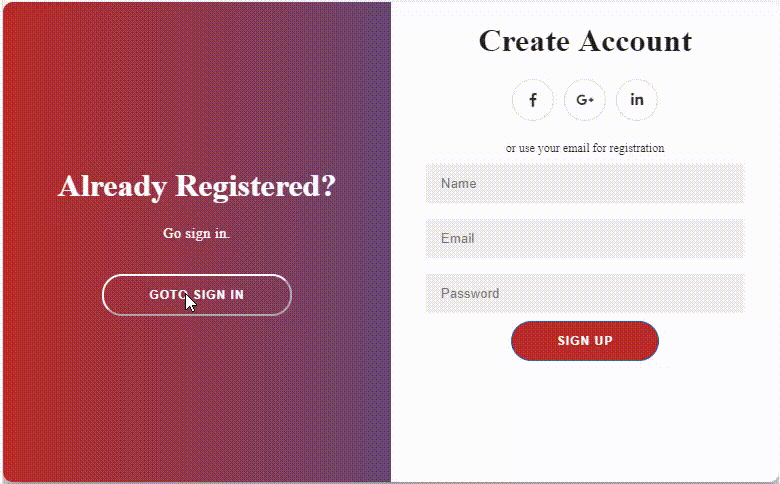 Already Registered?
Go sign in.
GOTO SIGN IN
Create Account
f G+ in
or use your email for registration
Name
Email
Password
SIGN UP